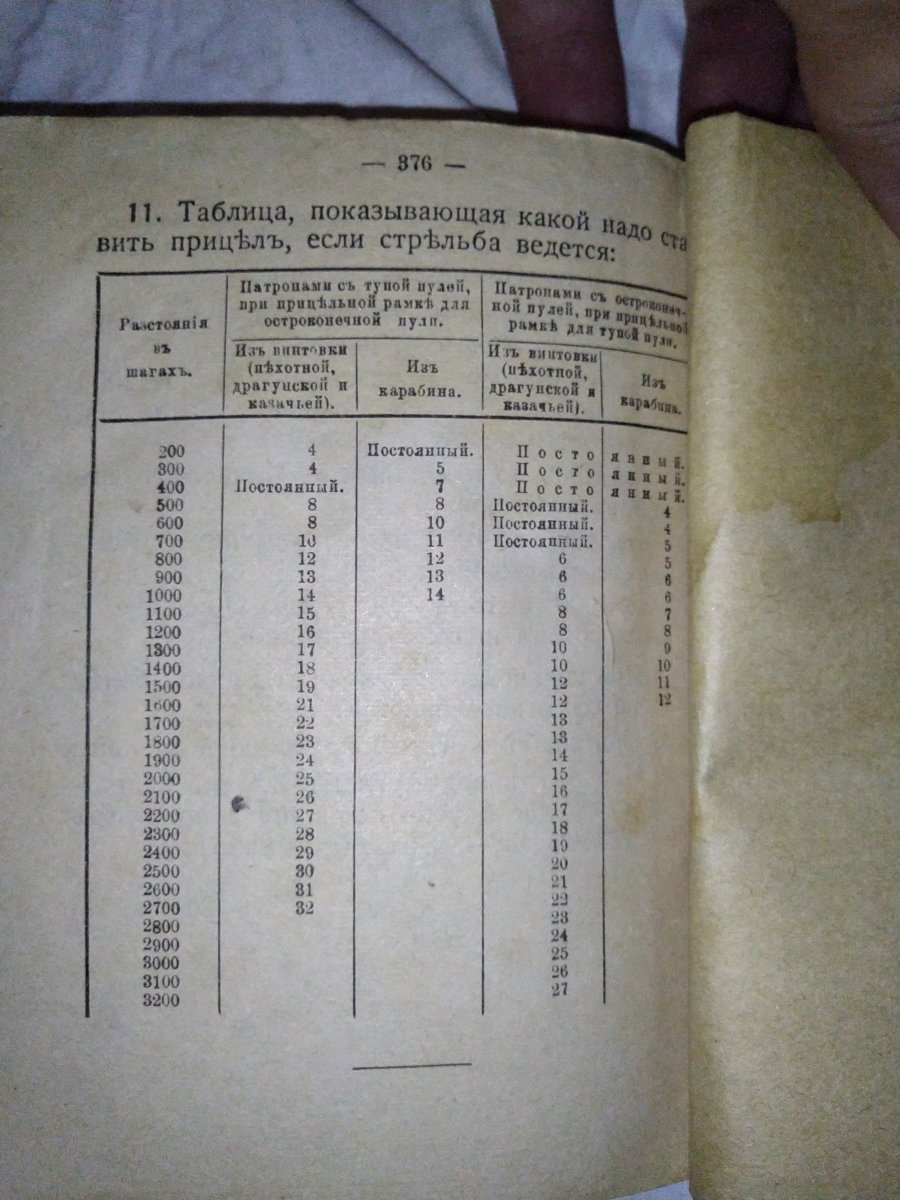 — 376 —
11. Таблица, показывающая какой надо ста
вить прицѣлъ, если стрѣльба ведется:
Разстоянія
въ
шагахъ.
Патронами съ тупой пулей,
при прицѣльной рамкѣ для
остроконечной пули.
Патронами съ остроконеч-
ной пулей, при прицѣльной
рамкѣ для тупой пули.
Изъ винтовки
(пѣхотной,
драгунской и
казачьей).
Изъ
карабина.
Изъ винтовки
(пѣхотной,
драгунской и
казачьей).
Изъ
карабина.
200 4 Постоянный. Постоянный.
300 4 5 Постоянный.
400 Постоянный. 7 Постоянный.
500 8 8 Постоянный. 4
600 8 10 Постоянный. 4
700 10 11 Постоянный. 5
800 12 12 6 5
900 13 13 6 6
1000 14 14 6 6
1100 15 8 7
1200 16 8 8
1300 17 10 9
1400 18 10 10
1500 19 12 11
1600 21 12 12
1700 22 13
1800 23 13
1900 24 14
2000 25 15
2100 26 16
2200 27 17
2300 28 18
2400 29 19
2500 30 20
2600 31 21
2700 32 22
2800 23
2900 24
3000 25
3100 26
3200 27